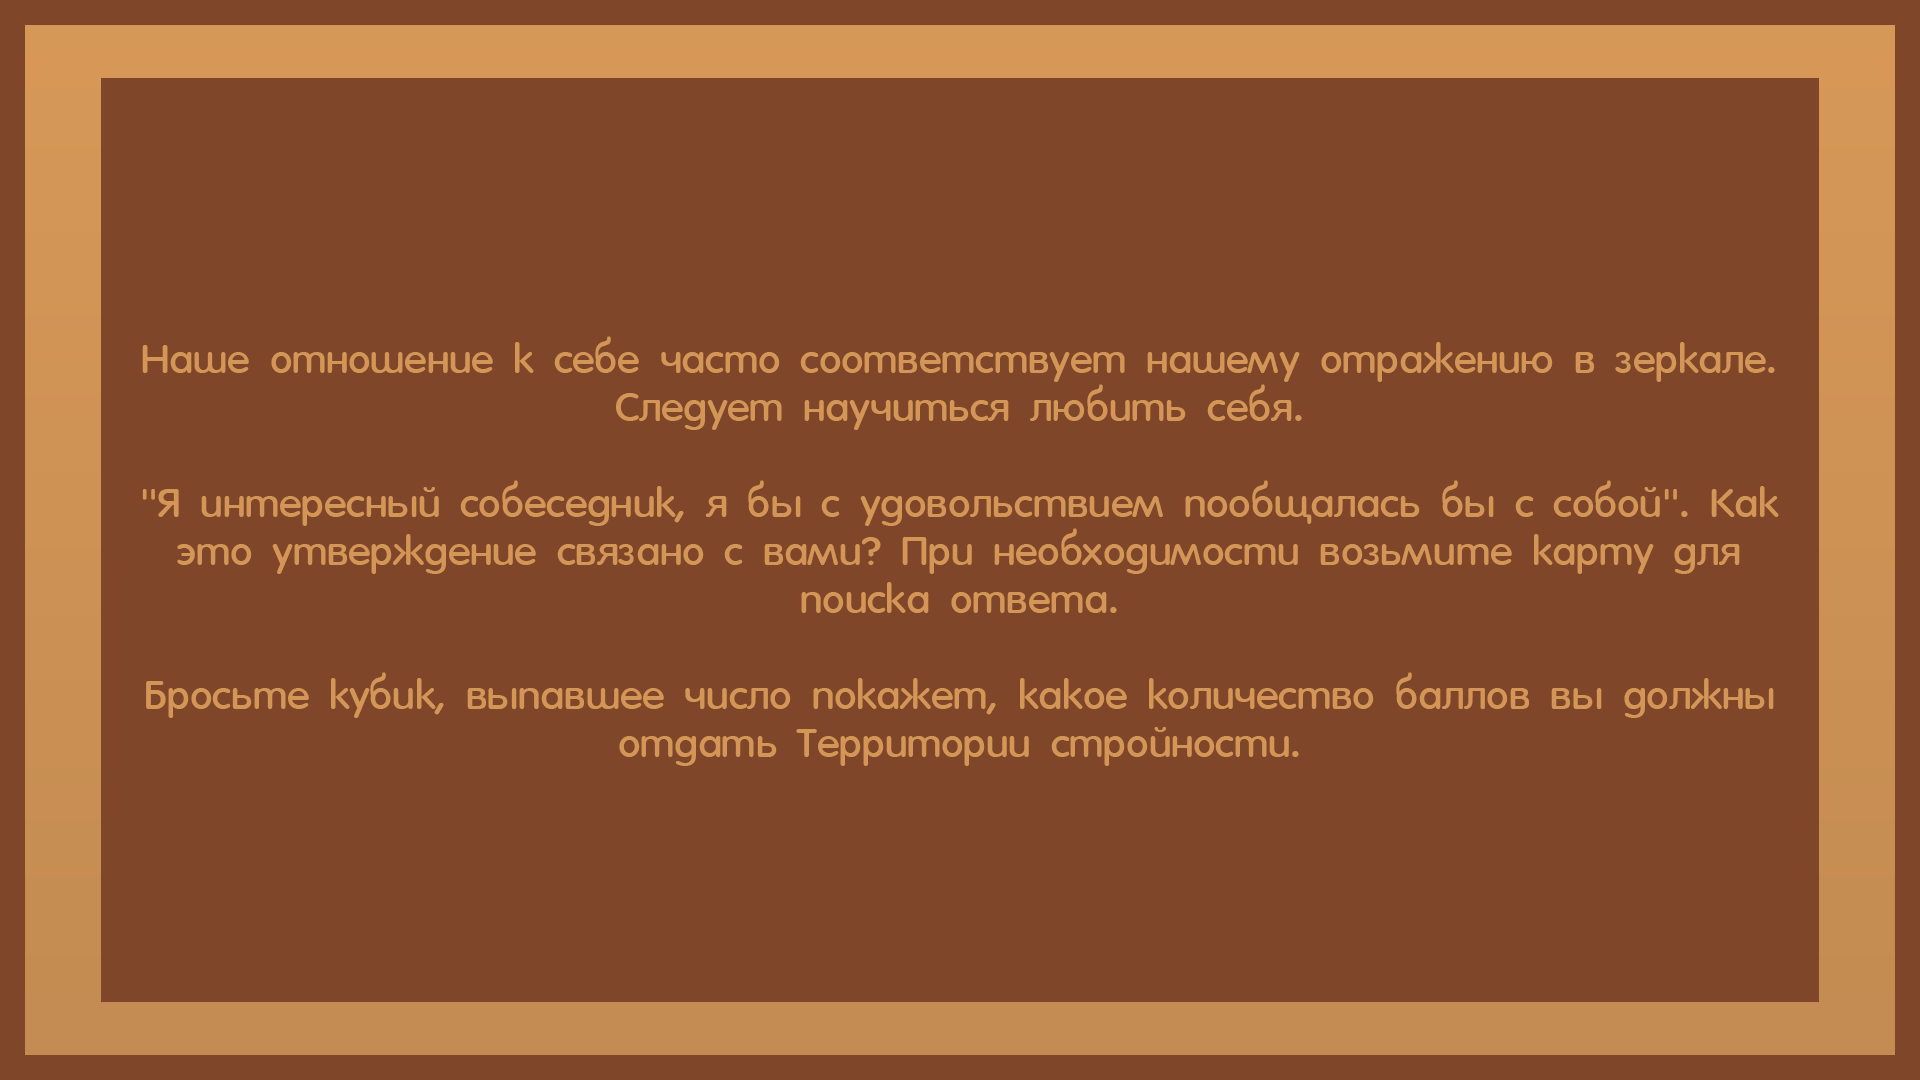 Наше отношение к себе часто соответствует нашему отражению в зеркале.
Следует научиться любить себя.
"Я интересный собеседник, я бы с удовольствием пообщалась бы с собой". Как
это утверждение связано с вами? При необходимости возьмите карту для
поиска ответа.
Бросьте кубик, выпавшее число покажет, какое количество баллов вы должны
отдать Территории стройности.